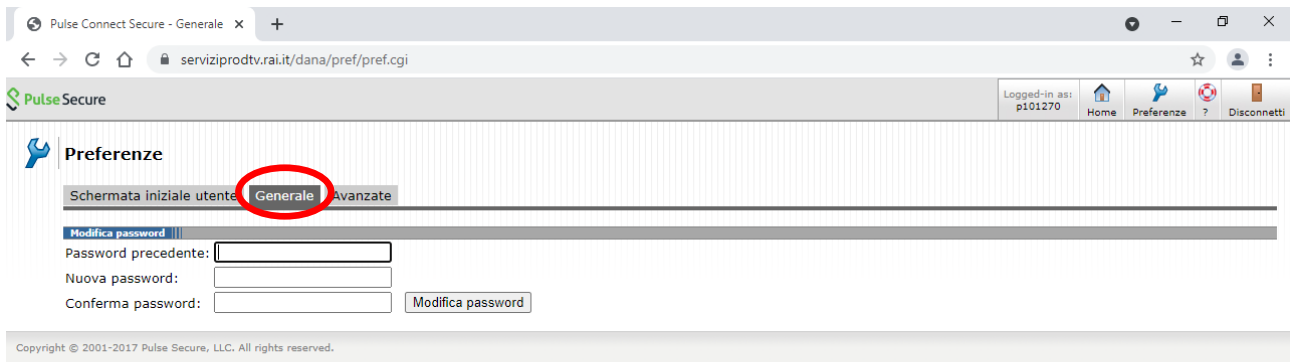 Pulse Connect Secure - Generale
serviziprodtv.rai.it/dana/pref/pref.cgi
Pulse Secure
Logged-in as:
p101270
Home Preferenze ? Disconnetti
Preferenze
Schermata iniziale utente Generale Avanzate
Modifica password
Password precedente:
Nuova password:
Conferma password: Modifica password
Copyright © 2001-2017 Pulse Secure, LLC. All rights reserved.